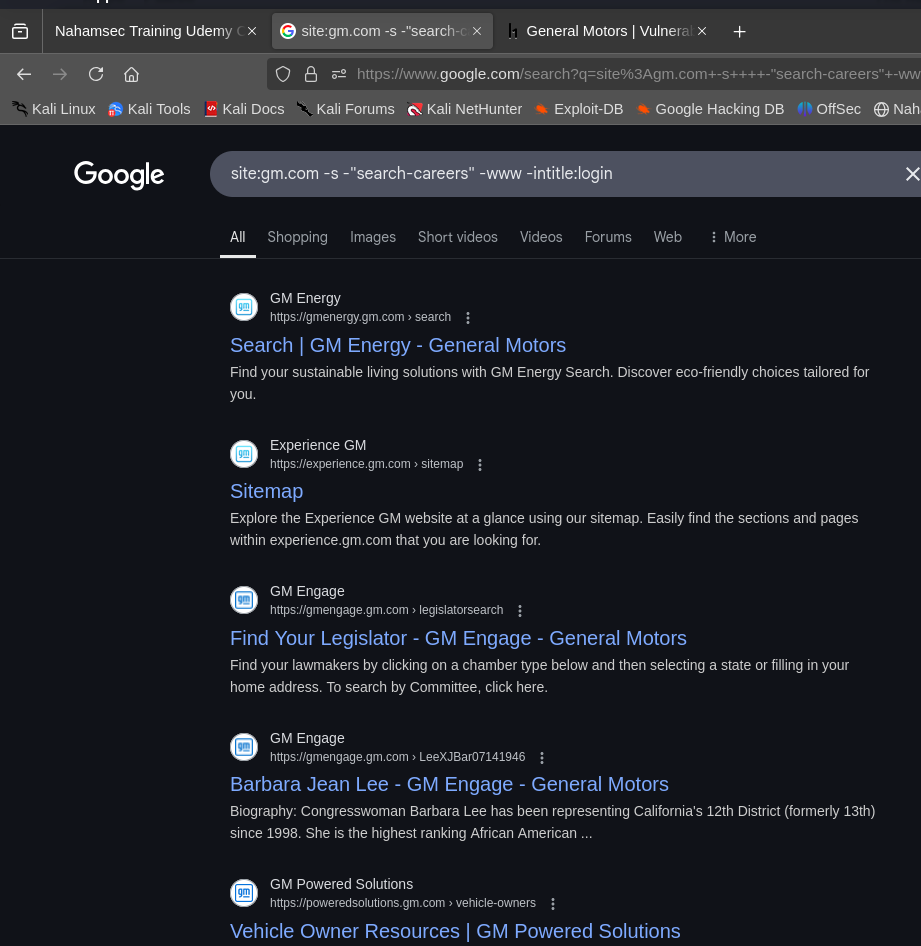 Nahamsec Training Udemy C
site:gm.com -s -"search-c
General Motors | Vulneral
https://www.google.com/search?q=site%3Agm.com+-s++++-"search-careers"+-ww
Kali Linux Kali Tools Kali Docs Kali Forums Kali NetHunter Exploit-DB Google Hacking DB OffSec Nah
Google
site:gm.com -s -"search-careers" -www -intitle:login
All Shopping Images Short videos Videos Forums Web More
GM Energy
https://gmenergy.gm.com › search
Search | GM Energy - General Motors
Find your sustainable living solutions with GM Energy Search. Discover eco-friendly choices tailored for
you.
Experience GM
https://experience.gm.com › sitemap
Sitemap
Explore the Experience GM website at a glance using our sitemap. Easily find the sections and pages
within experience.gm.com that you are looking for.
GM Engage
https://gmengage.gm.com › legislatorsearch
Find Your Legislator - GM Engage - General Motors
Find your lawmakers by clicking on a chamber type below and then selecting a state or filling in your
home address. To search by Committee, click here.
GM Engage
https://gmengage.gm.com › LeeXJBar07141946
Barbara Jean Lee - GM Engage - General Motors
Biography: Congresswoman Barbara Lee has been representing California's 12th District (formerly 13th)
since 1998. She is the highest ranking African American ...
GM Powered Solutions
https://poweredsolutions.gm.com › vehicle-owners
Vehicle Owner Resources | GM Powered Solutions